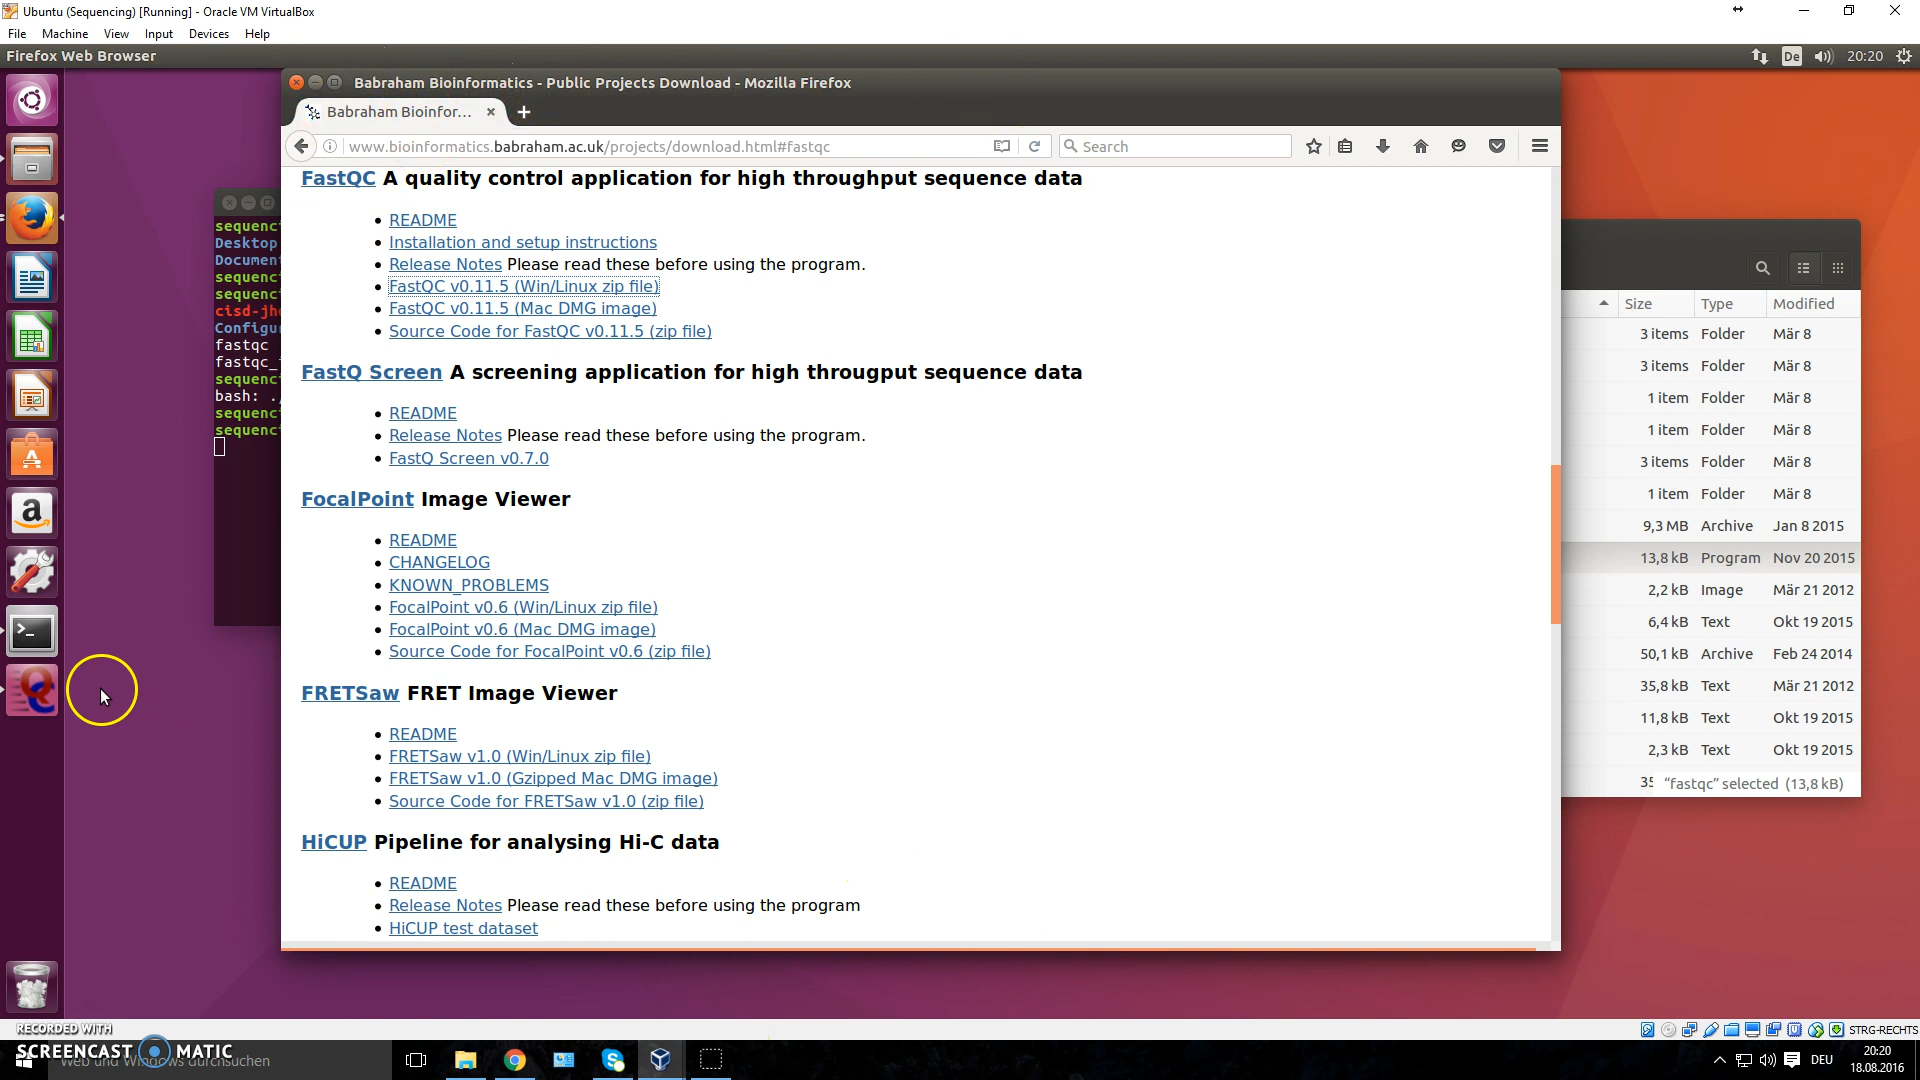 Ubuntu (Sequencing) [Running] - Oracle VM VirtualBox
File Machine View Input Devices Help
Firefox Web Browser
De 20:20
Babraham Bioinformatics - Public Projects Download - Mozilla Firefox
Babraham Bioinfor... × +
www.bioinformatics.babraham.ac.uk/projects/download.html#fastqc
Search
FastQC A quality control application for high throughput sequence data
• README
• Installation and setup instructions
• Release Notes Please read these before using the program.
• FastQC v0.11.5 (Win/Linux zip file)
• FastQC v0.11.5 (Mac DMG image)
• Source Code for FastQC v0.11.5 (zip file)
FastQ Screen A screening application for high througput sequence data
• README
• Release Notes Please read these before using the program.
• FastQ Screen v0.7.0
FocalPoint Image Viewer
• README
• CHANGELOG
• KNOWN_PROBLEMS
• FocalPoint v0.6 (Win/Linux zip file)
• FocalPoint v0.6 (Mac DMG image)
• Source Code for FocalPoint v0.6 (zip file)
FRETSaw FRET Image Viewer
• README
• FRETSaw v1.0 (Win/Linux zip file)
• FRETSaw v1.0 (Gzipped Mac DMG image)
• Source Code for FRETSaw v1.0 (zip file)
HiCUP Pipeline for analysing Hi-C data
• README
• Release Notes Please read these before using the program
• HiCUP test dataset
Desktop
fastqc
fastqc_
bash: .
Size Type Modified
3 items Folder Mär 8
3 items Folder Mär 8
1 item Folder Mär 8
1 item Folder Mär 8
3 items Folder Mär 8
1 item Folder Mär 8
9,3 MB Archive Jan 8 2015
13,8 kB Program Nov 20 2015
2,2 kB Image Mär 21 2012
6,4 kB Text Okt 19 2015
50,1 kB Archive Feb 24 2014
35,8 kB Text Mär 21 2012
11,8 kB Text Okt 19 2015
2,3 kB Text Okt 19 2015
"fastqc" selected (13,8 kB)
STRG-RECHTS
RECORDED WITH
SCREENCAST MATIC
Web und Windows durchsuchen
DEU
20:20
18.08.2016